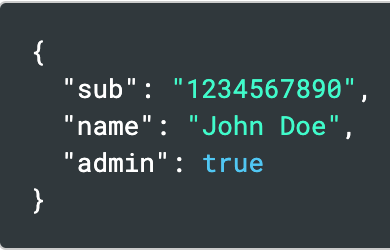 {
  "sub": "1234567890",
  "name": "John Doe",
  "admin": true
}